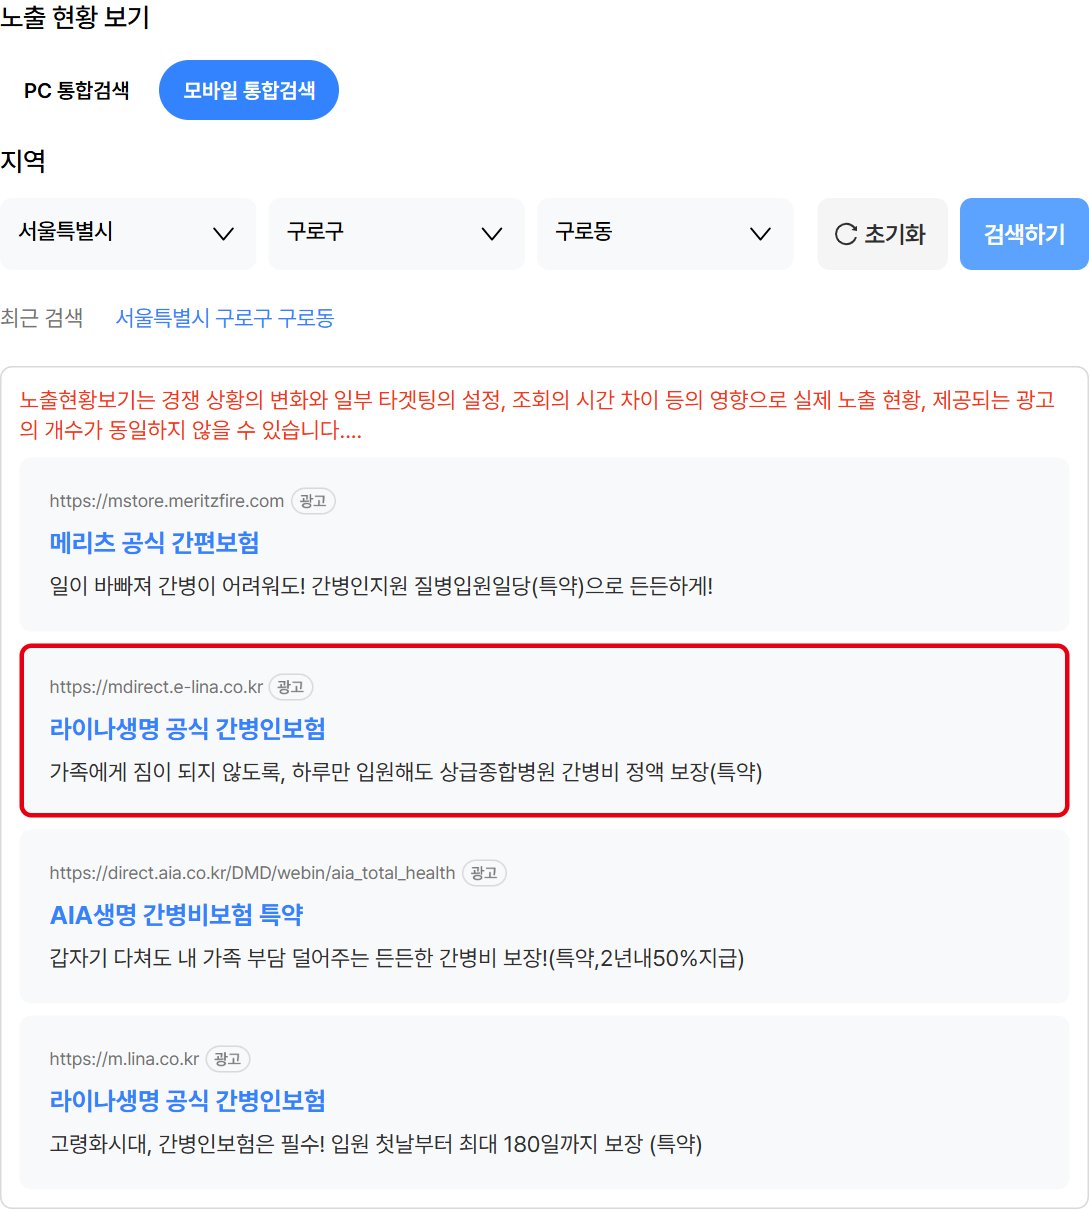 노출 현황 보기
PC 통합검색 모바일 통합검색
지역
서울특별시 구로구 구로동 초기화 검색하기
최근 검색 서울특별시 구로구 구로동
노출현황보기는 경쟁 상황의 변화와 일부 타겟팅의 설정, 조회의 시간 차이 등의 영향으로 실제 노출 현황, 제공되는 광고
의 개수가 동일하지 않을 수 있습니다....
https://mstore.meritzfire.com 광고
메리츠 공식 간편보험
일이 바빠져 간병이 어려워도! 간병인지원 질병입원일당(특약)으로 든든하게!
https://mdirect.e-lina.co.kr 광고
라이나생명 공식 간병인보험
가족에게 짐이 되지 않도록, 하루만 입원해도 상급종합병원 간병비 정액 보장(특약)
https://direct.aia.co.kr/DMD/webin/aia_total_health 광고
AIA생명 간병비보험 특약
갑자기 다쳐도 내 가족 부담 덜어주는 든든한 간병비 보장!(특약,2년내50%지급)
https://m.lina.co.kr 광고
라이나생명 공식 간병인보험
고령화시대, 간병인보험은 필수! 입원 첫날부터 최대 180일까지 보장 (특약)